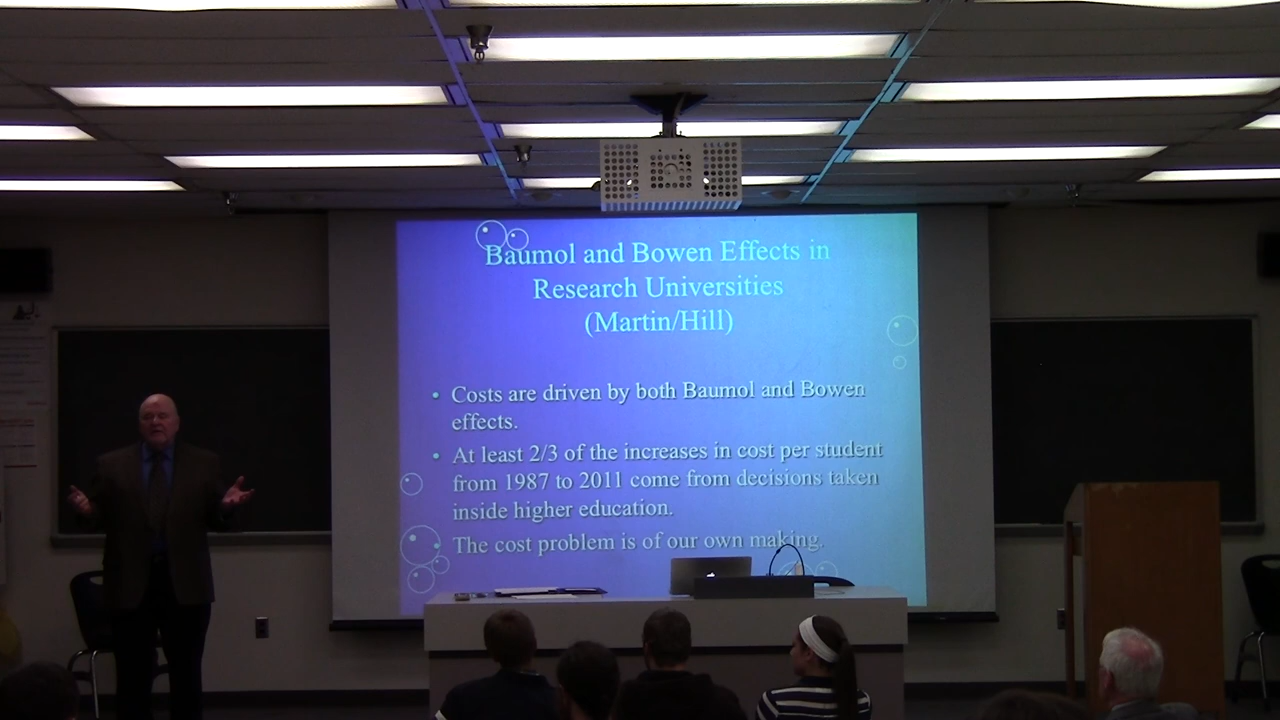 Baumol and Bowen Effects in
Research Universities
(Martin/Hill)
• Costs are driven by both Baumol and Bowen
effects.
• At least 2/3 of the increases in cost per student
from 1987 to 2011 come from decisions taken
inside higher education.
• The cost problem is of our own making.